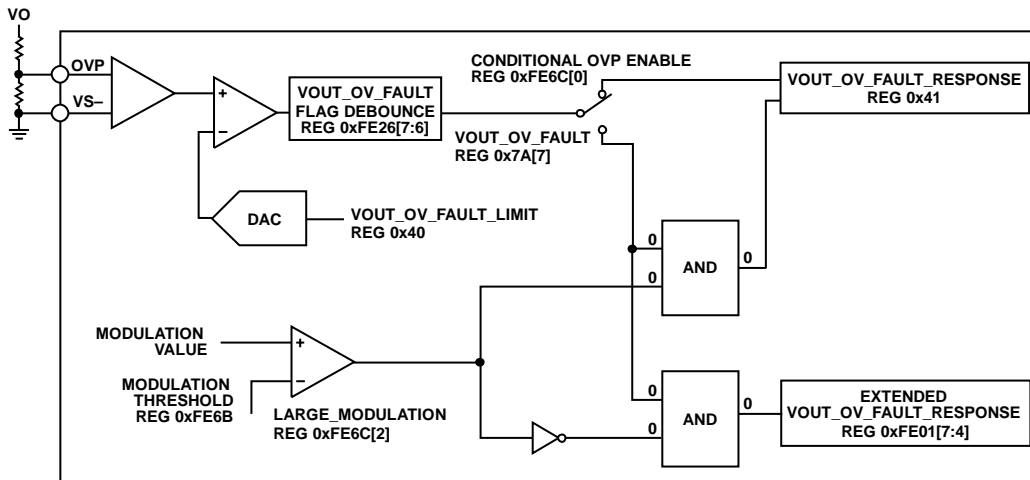 VO
OVP
VS–
+
–
VOUT_OV_FAULT
FLAG DEBOUNCE
REG 0xFE26[7:6]
CONDITIONAL OVP ENABLE
REG 0xFE6C[0]
VOUT_OV_FAULT
REG 0x7A[7]
VOUT_OV_FAULT_RESPONSE
REG 0x41
DAC
VOUT_OV_FAULT_LIMIT
REG 0x40
0
0
AND
0
MODULATION
VALUE
+
–
MODULATION
THRESHOLD
REG 0xFE6B
LARGE_MODULATION
REG 0xFE6C[2]
0
0
AND
0
EXTENDED
VOUT_OV_FAULT_RESPONSE
REG 0xFE01[7:4]